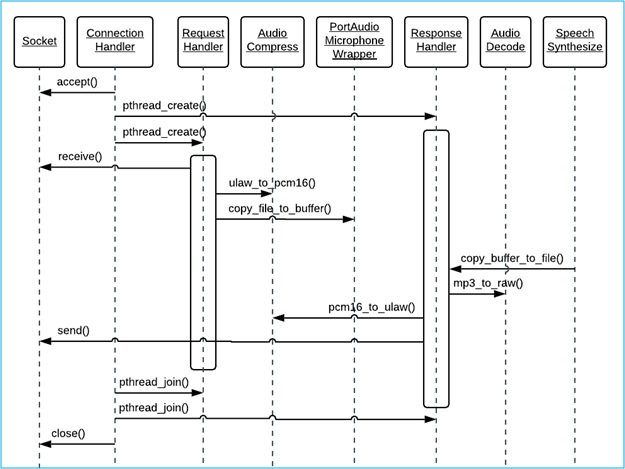 Socket
Connection
Handler
Request
Handler
Audio
Compress
PortAudio
Microphone
Wrapper
Response
Handler
Audio
Decode
Speech
Synthesize
accept()
pthread_create()
pthread_create()
receive()
ulaw_to_pcm16()
copy_file_to_buffer()
copy_buffer_to_file()
mp3_to_raw()
pcm16_to_ulaw()
send()
pthread_join()
pthread_join()
close()